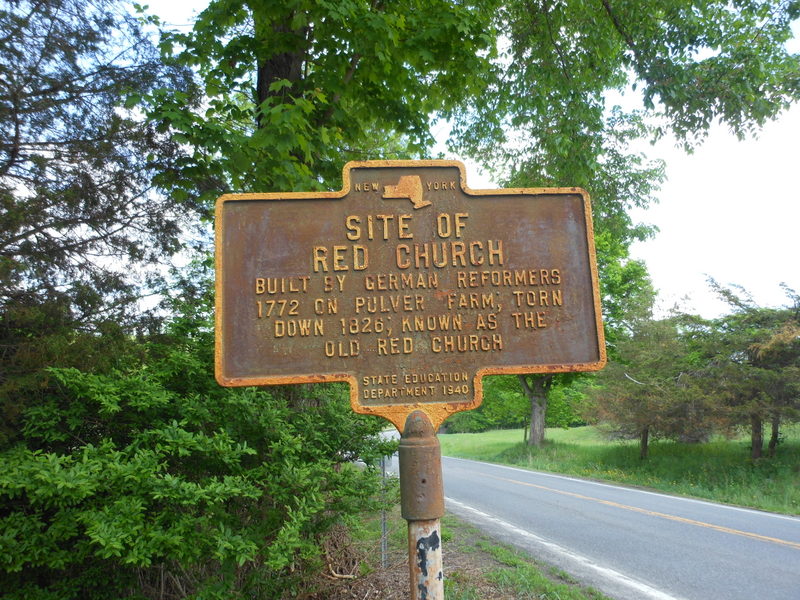 NEW YORK
SITE OF
RED CHURCH
BUILT BY GERMAN REFORMERS
1772 ON PULVER FARM; TORN
DOWN 1826; KNOWN AS THE
OLD RED CHURCH
STATE EDUCATION
DEPARTMENT 1940